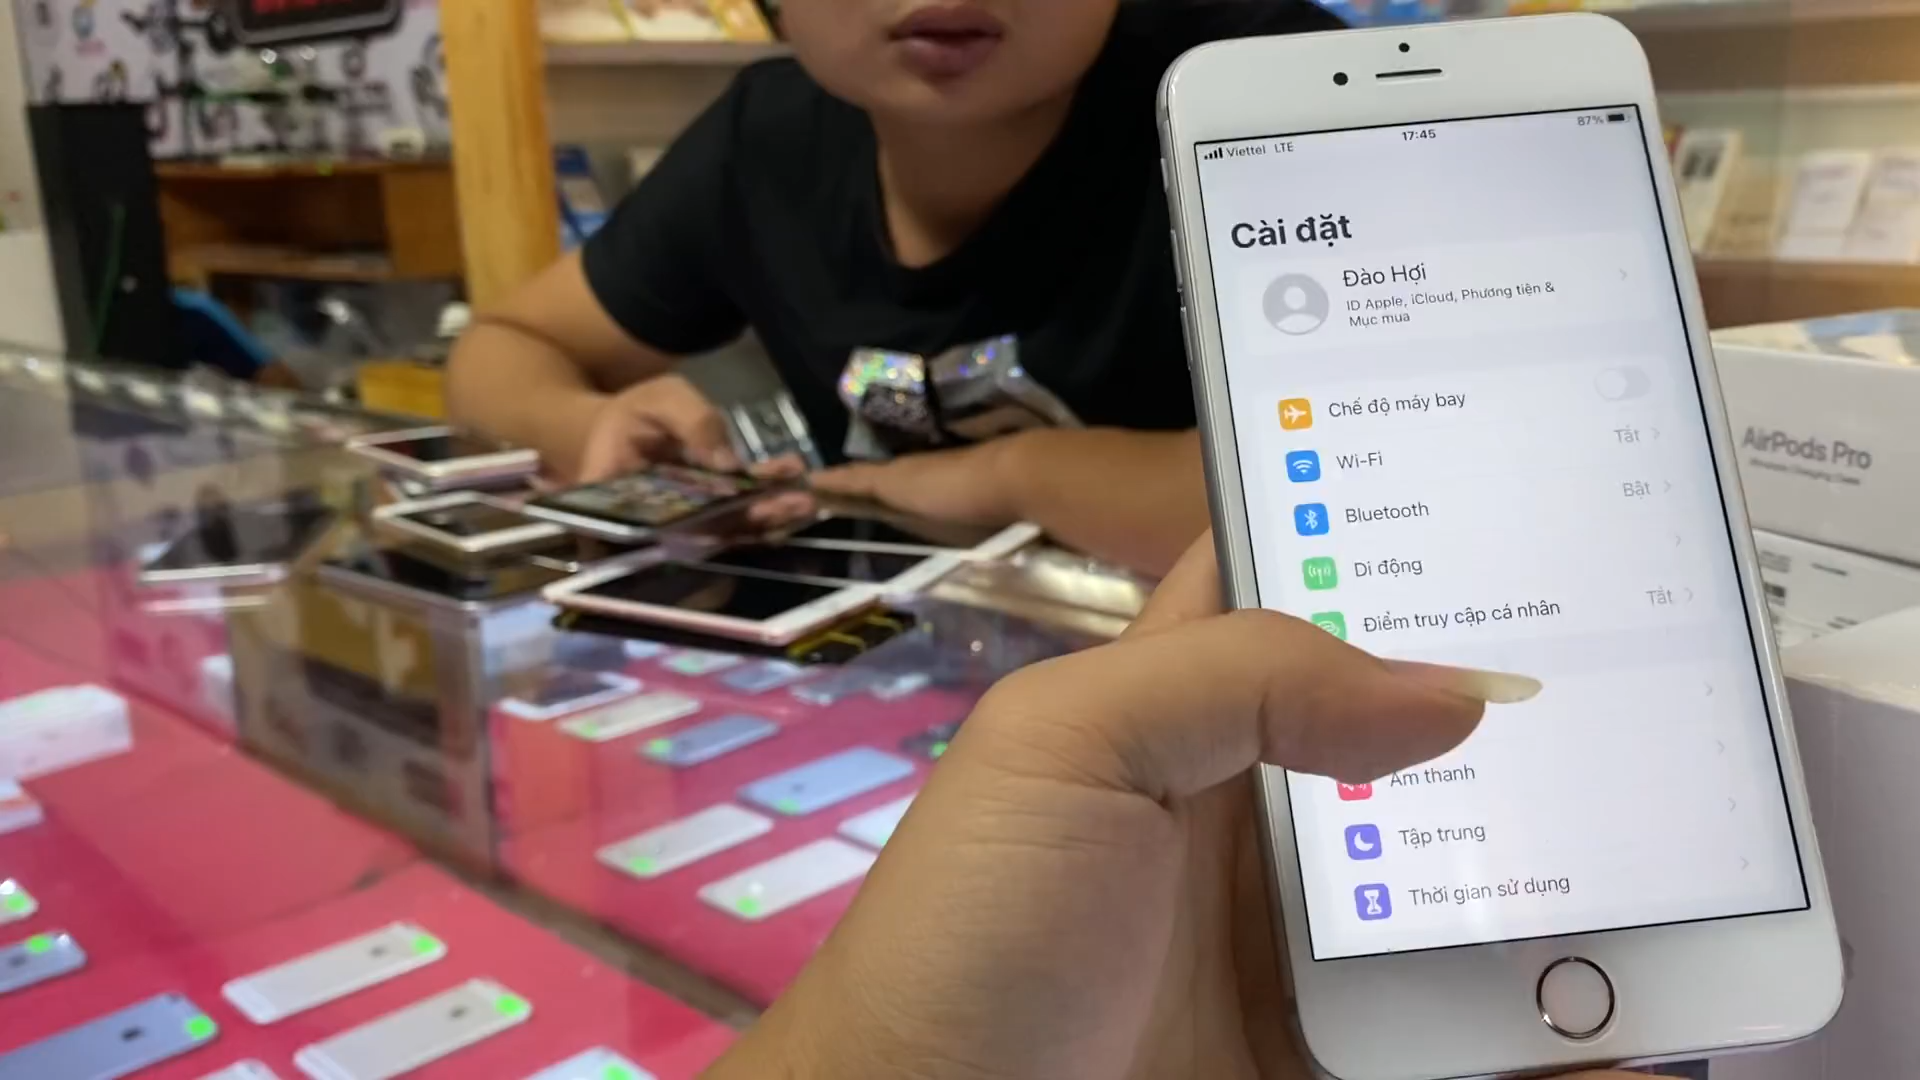 Viettel LTE
17:45
87%
Cài đặt
Đào Hợi
ID Apple, iCloud, Phương tiện &
Mục mua
Chế độ máy bay
Wi-Fi
Tắt
Bluetooth
Bật
Di động
Điểm truy cập cá nhân
Tắt
Âm thanh
Tập trung
Thời gian sử dụng
AirPods Pro